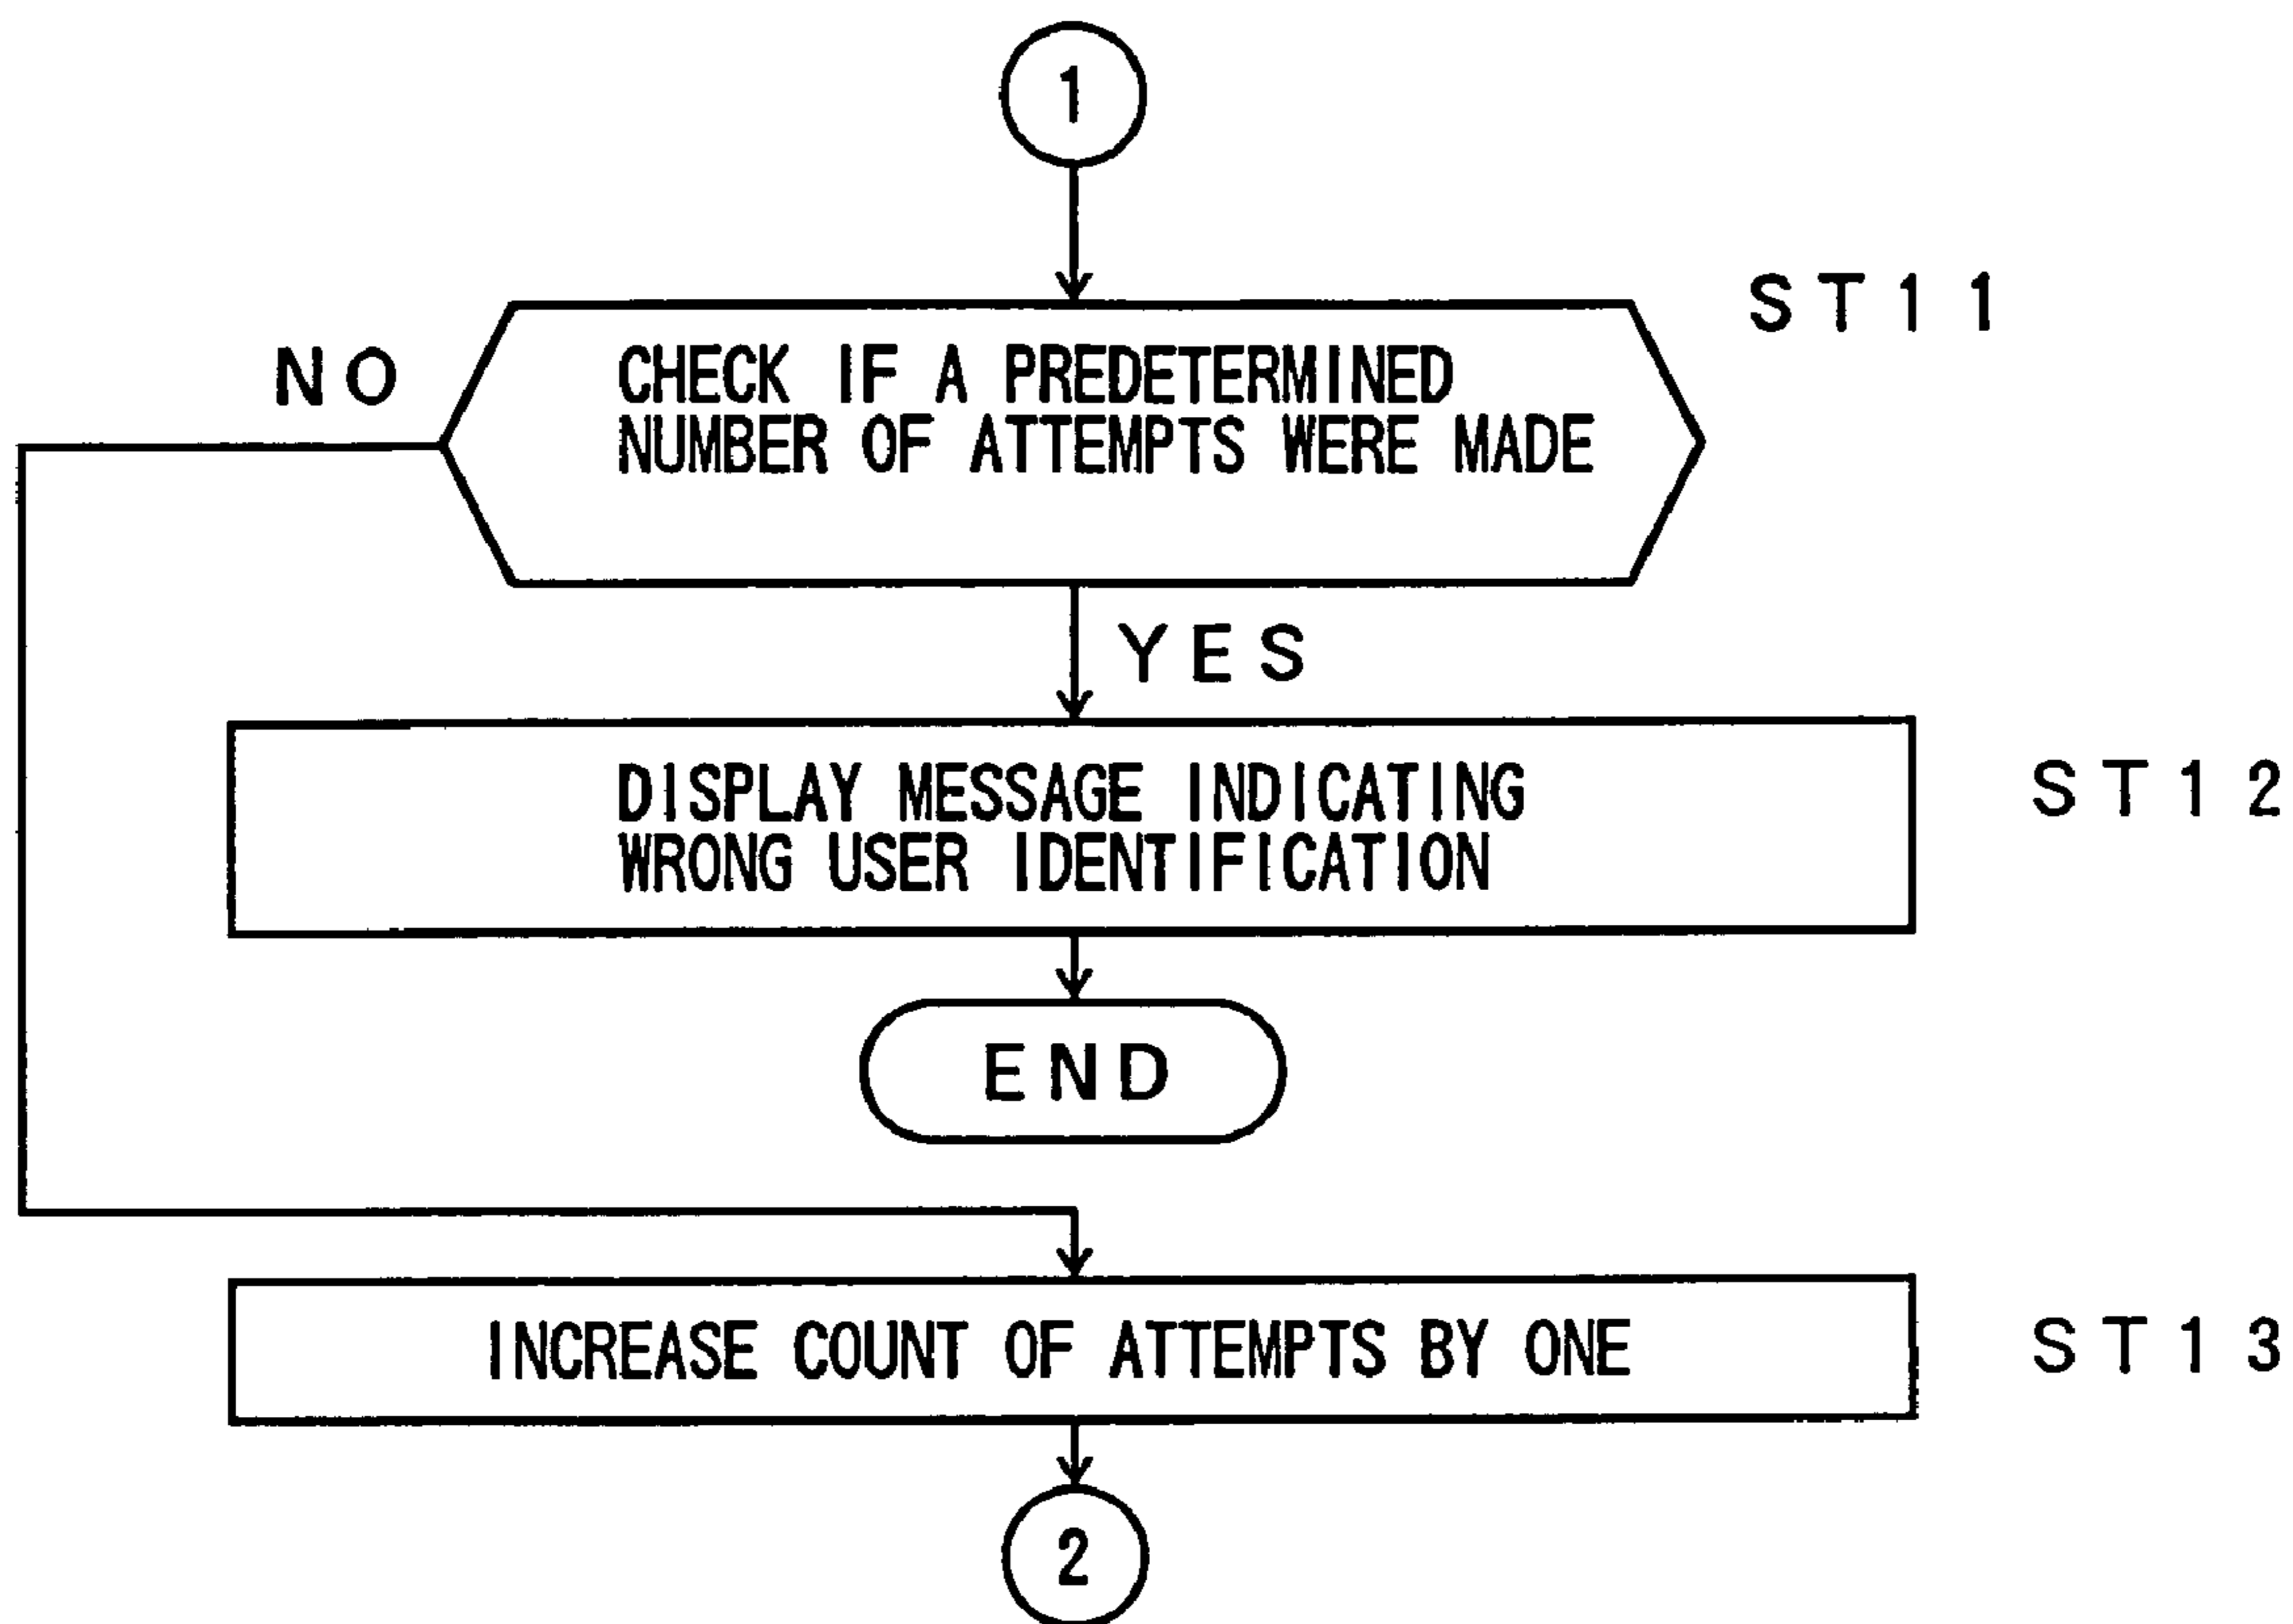 1
ST11
NO
CHECK IF A PREDETERMINED
NUMBER OF ATTEMPTS WERE MADE
YES
DISPLAY MESSAGE INDICATING
WRONG USER IDENTIFICATION
ST12
END
INCREASE COUNT OF ATTEMPTS BY ONE
ST13
2